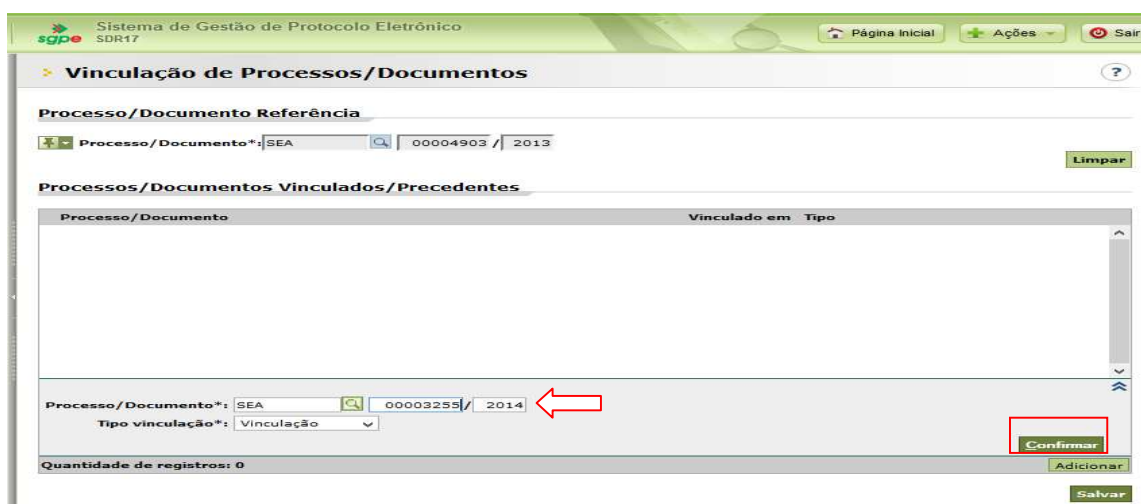 Sistema de Gestão de Protocolo Eletrônico
sgpe SDR17
Página Inicial Ações Sair
Vinculação de Processos/Documentos ?
Processo/Documento Referência
Processo/Documento*: SEA 00004903 / 2013
Limpar
Processos/Documentos Vinculados/Precedentes
Processo/Documento Vinculado em Tipo
Processo/Documento*: SEA 00003255 / 2014
Tipo vinculação*: Vinculação
Confirmar
Quantidade de registros: 0 Adicionar
Salvar